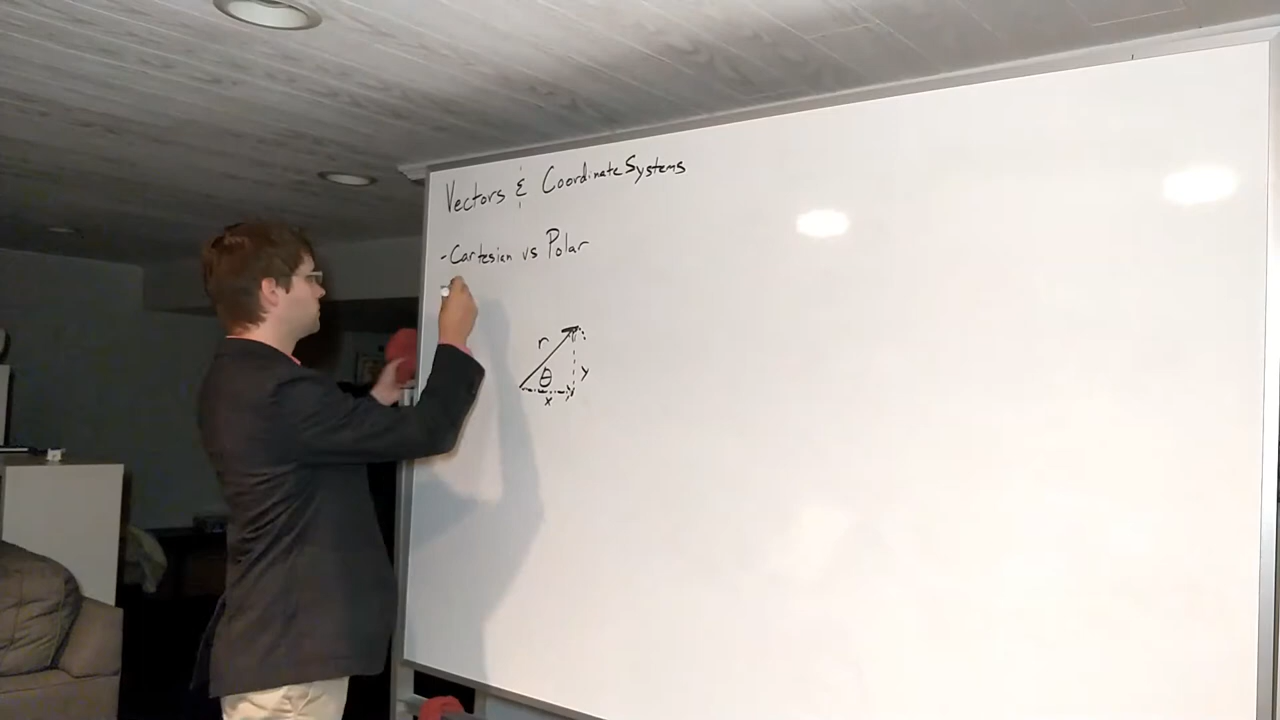 Vectors & Coordinate Systems
-Cartesian vs Polar
r
θ
y
x